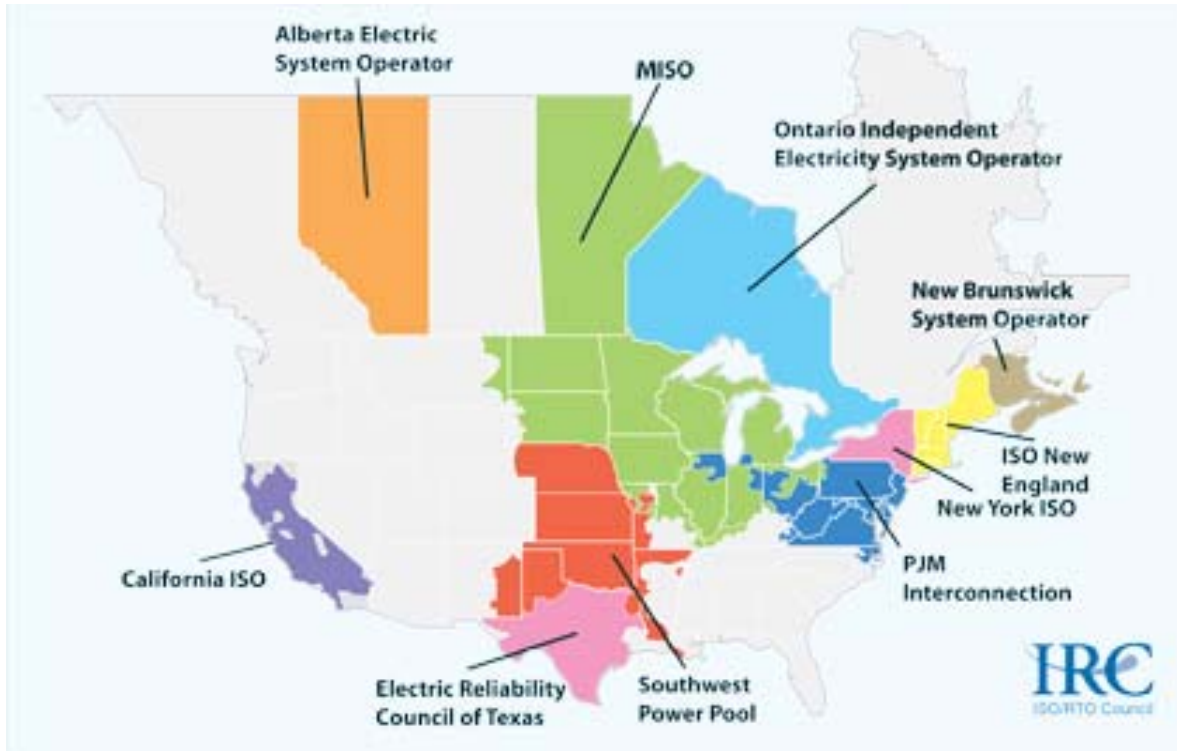 Alberta Electric
System Operator
MISO
Ontario Independent
Electricity System Operator
New Brunswick
System Operator
ISO New
England
New York ISO
PJM
Interconnection
California ISO
Electric Reliability
Council of Texas
Southwest
Power Pool
IRC
ISO/RTO Council